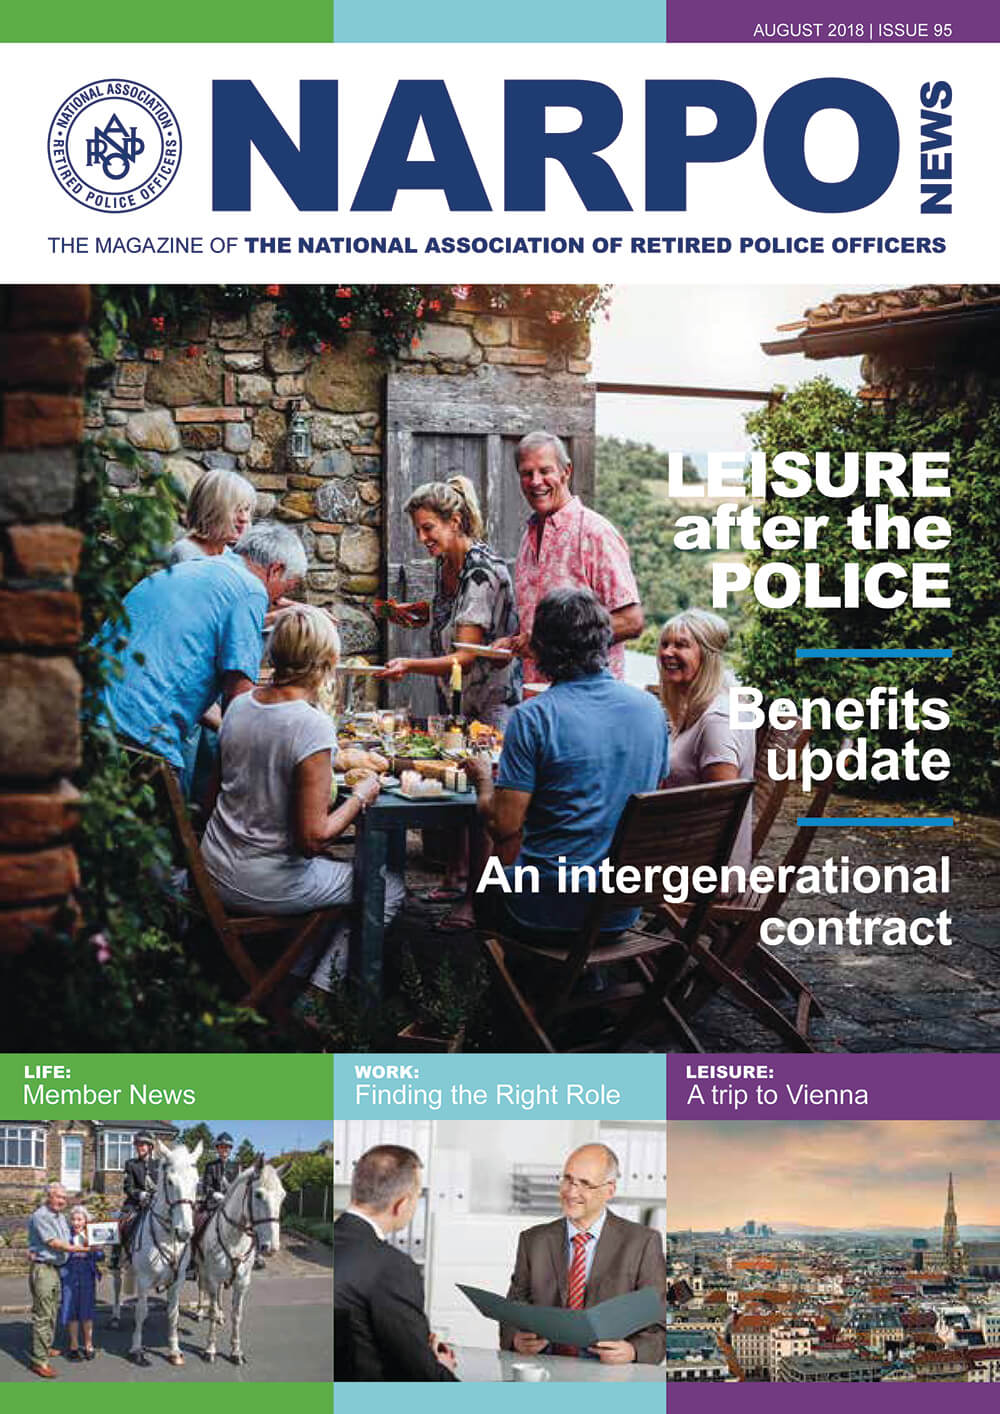 AUGUST 2018 | ISSUE 95
NATIONAL ASSOCIATION
RETIRED POLICE OFFICERS
NARPO
NARPO
NEWS
THE MAGAZINE OF THE NATIONAL ASSOCIATION OF RETIRED POLICE OFFICERS
LEISURE
after the
POLICE
Benefits
update
An intergenerational
contract
LIFE:
Member News
WORK:
Finding the Right Role
LEISURE:
A trip to Vienna